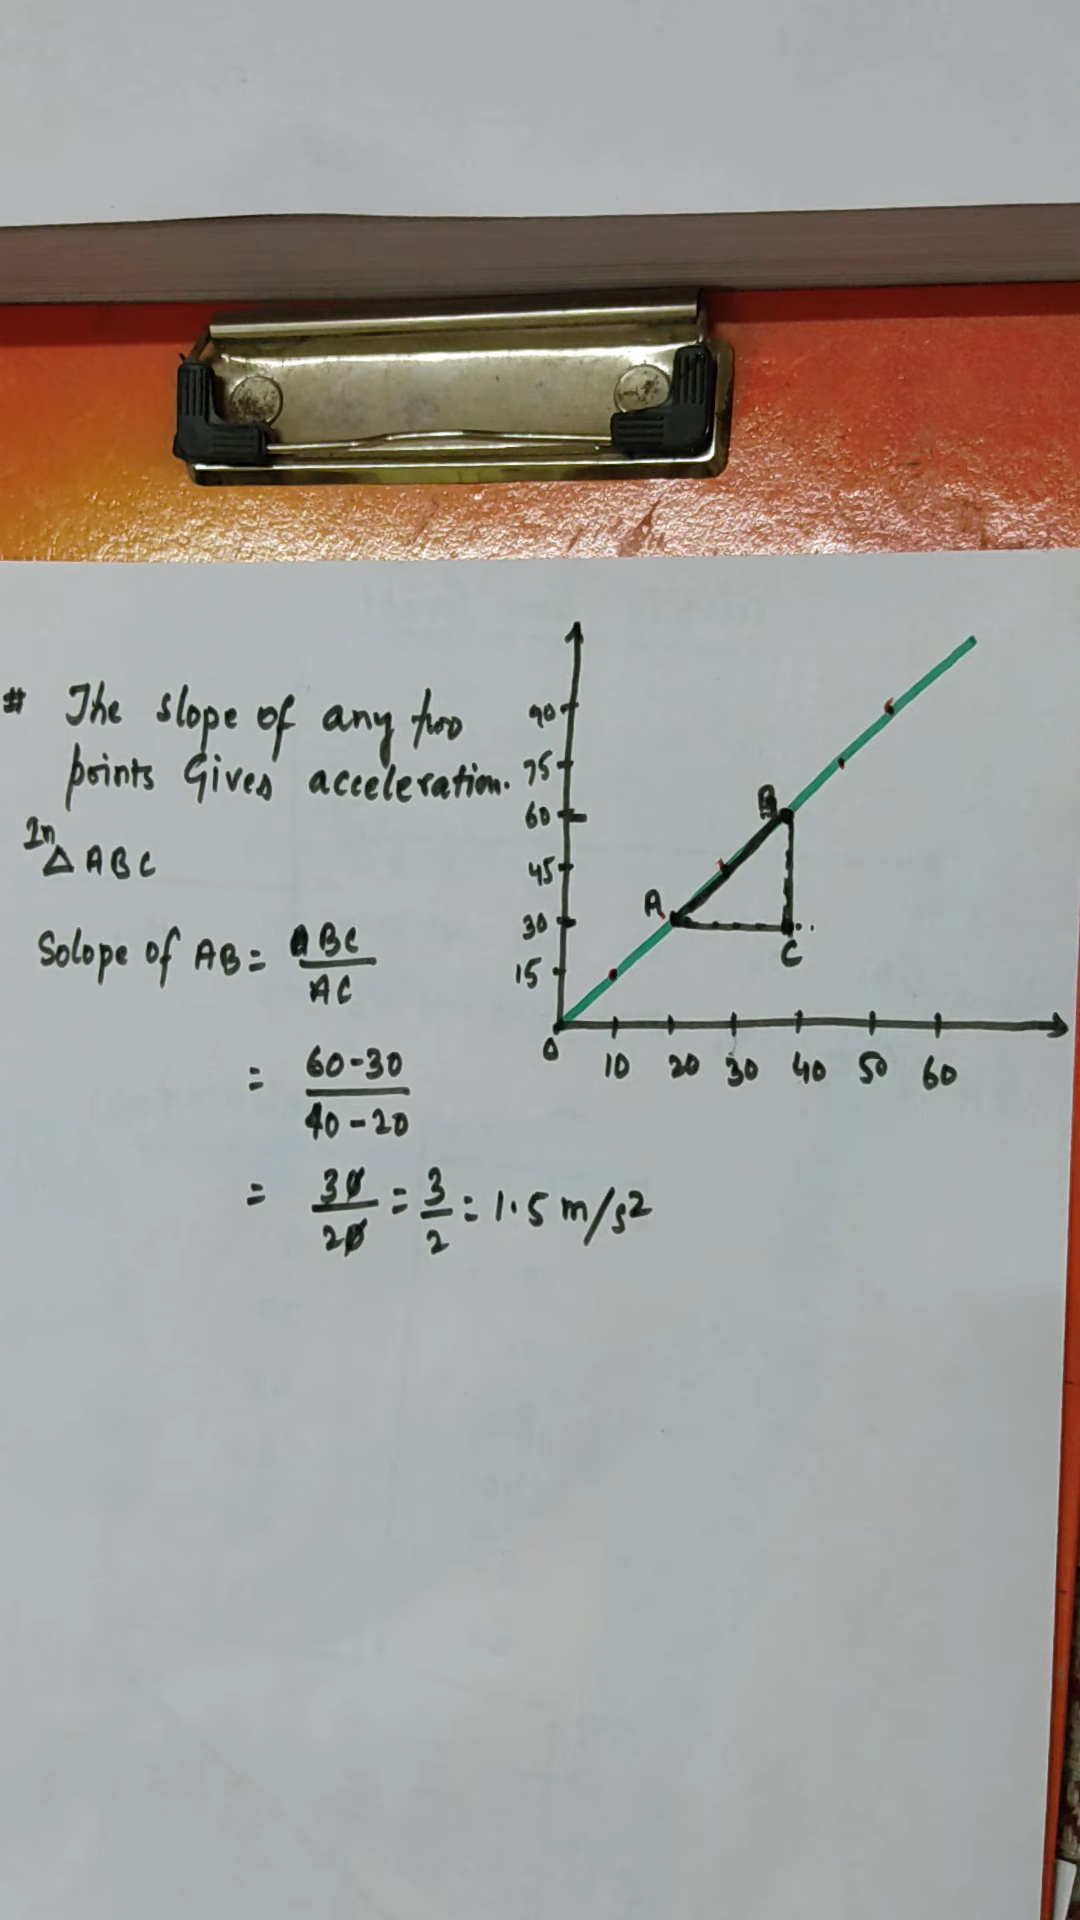 # The slope of any two
points Gives acceleration.
In
△ ABC
Solope of AB = BC
AC
= 60-30
40-20
= 30 = 3 = 1.5 m/s2
20 2
90
75
60
45
30
15
0
10 20 30 40 50 60
A
B
C